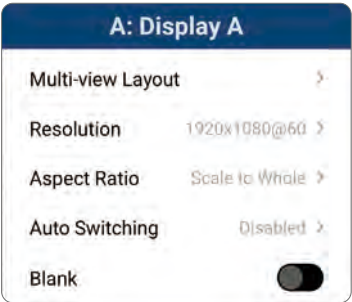 A: Display A
Multi-view Layout >
Resolution 1920x1080@60 >
Aspect Ratio Scale to Whole >
Auto Switching Disabled >
Blank